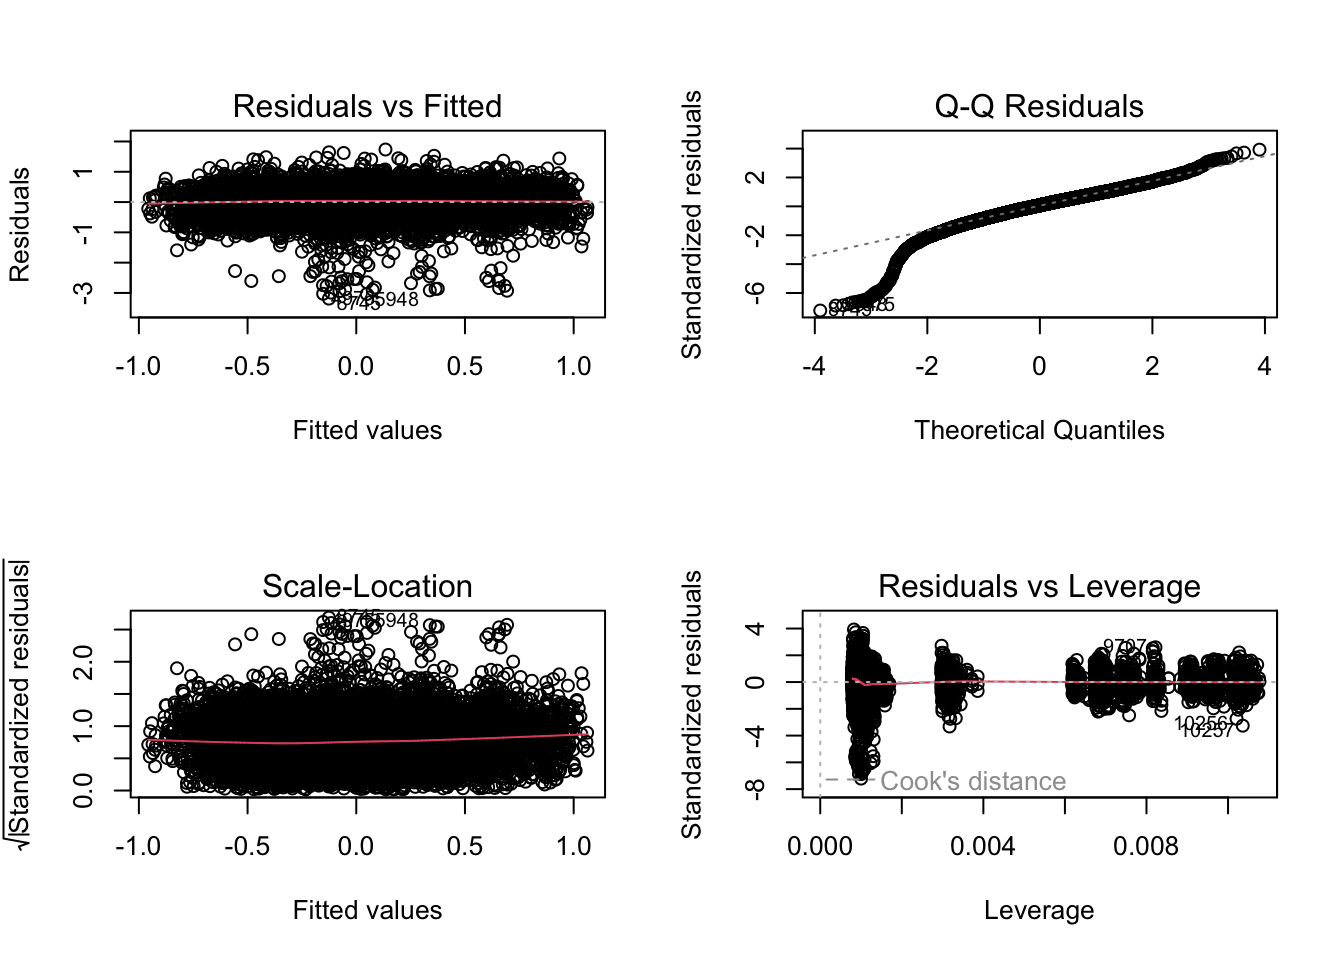 Residuals vs Fitted
Residuals
1
-1
-3
-1.0 -0.5 0.0 0.5 1.0
Fitted values
Q-Q Residuals
Standardized residuals
2
-2
-6
-4 -2 0 2 4
Theoretical Quantiles
Scale-Location
√|Standardized residuals|
2.0
1.0
0.0
-1.0 -0.5 0.0 0.5 1.0
Fitted values
Residuals vs Leverage
Standardized residuals
4
0
-4
-8
9707
10256
10257
Cook's distance
0.000 0.004 0.008
Leverage